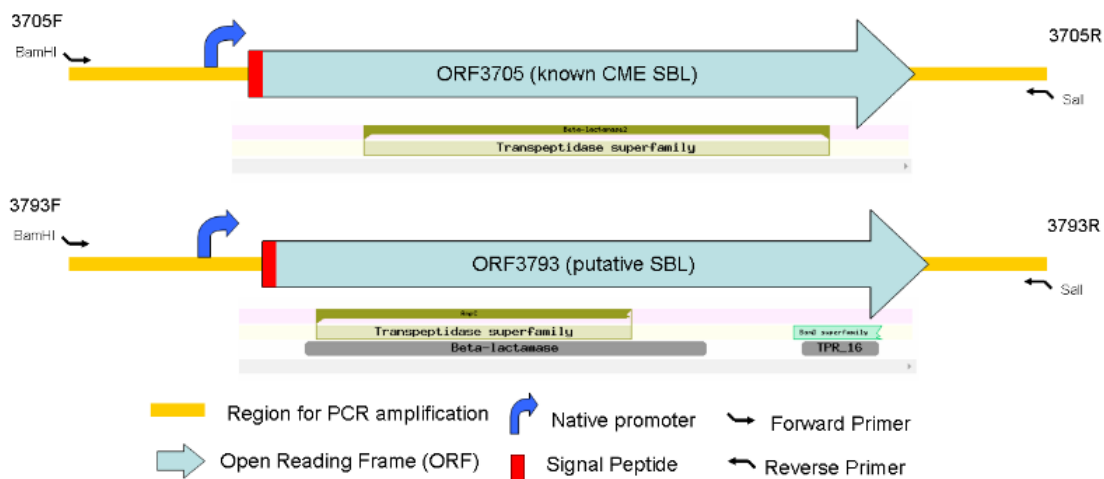 3705F
3705R
BamHI
ORF3705 (known CME SBL)
SalI
Beta-lactamase2
Transpeptidase superfamily
3793F
3793R
BamHI
ORF3793 (putative SBL)
SalI
AmpC
Transpeptidase superfamily
BamD superfamily
Beta-lactamase
TPR_16
Region for PCR amplification
Native promoter
Forward Primer
Open Reading Frame (ORF)
Signal Peptide
Reverse Primer